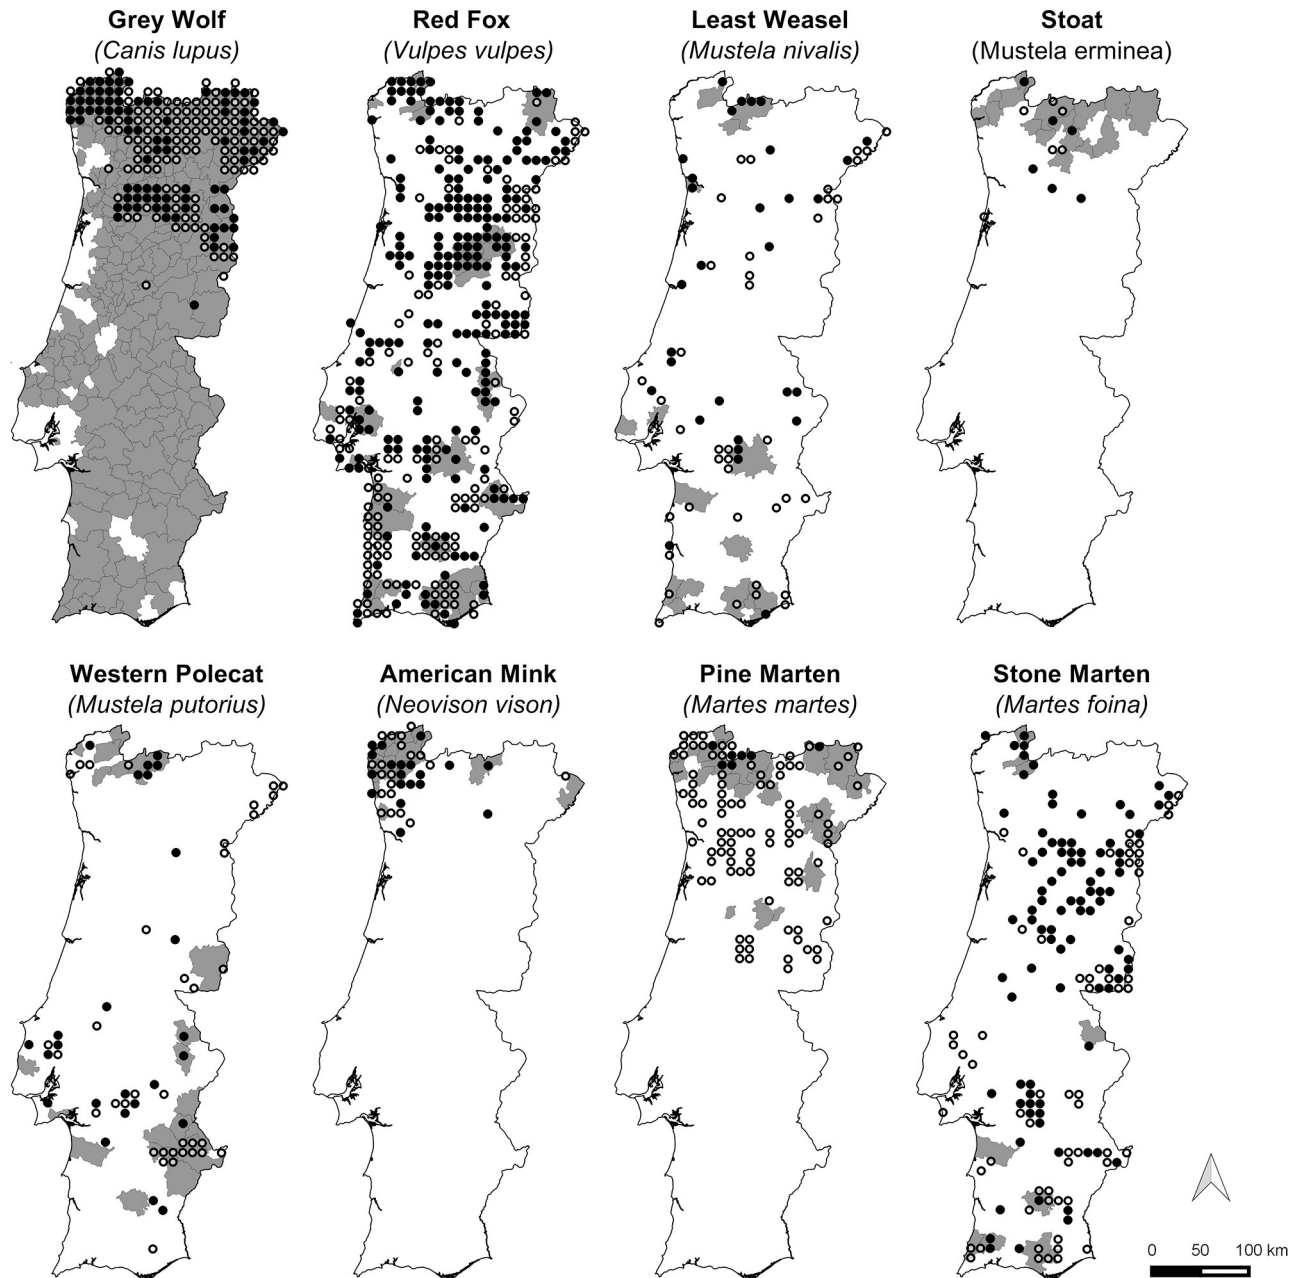 Grey Wolf
(Canis lupus)
Red Fox
(Vulpes vulpes)
Least Weasel
(Mustela nivalis)
Stoat
(Mustela erminea)
Western Polecat
(Mustela putorius)
American Mink
(Neovison vison)
Pine Marten
(Martes martes)
Stone Marten
(Martes foina)
0 50 100 km